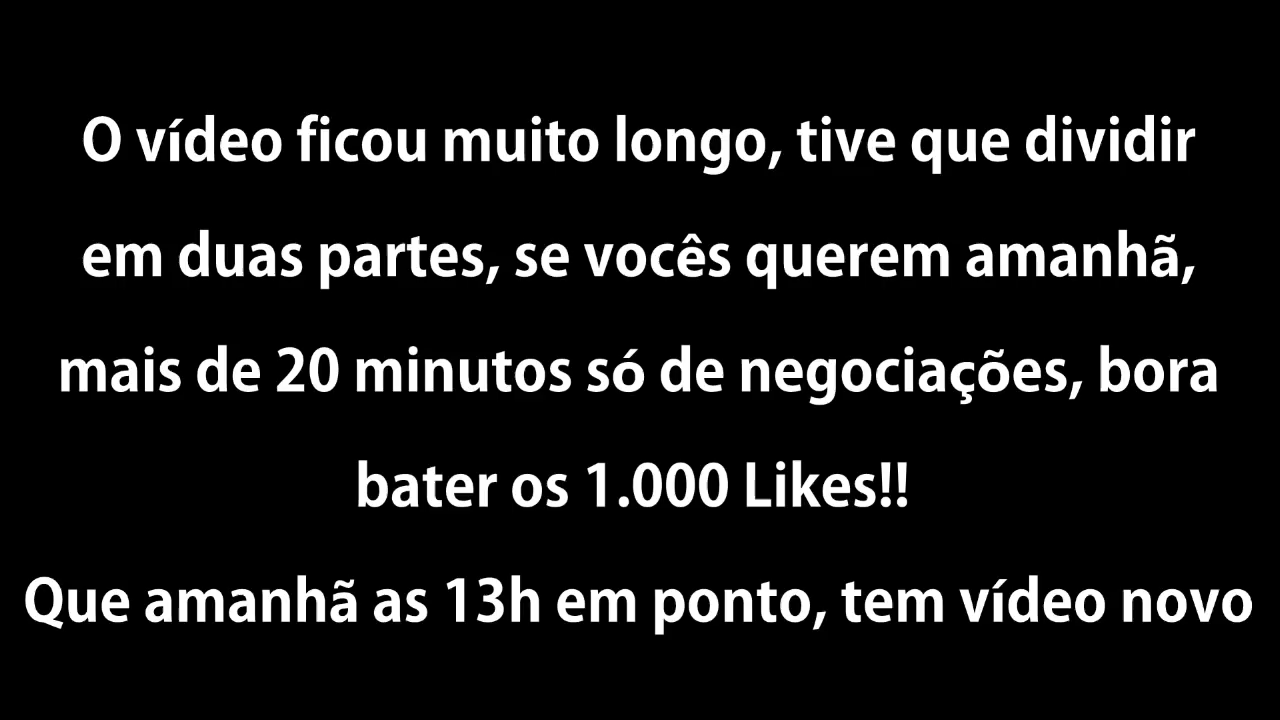 O vídeo ficou muito longo, tive que dividir
em duas partes, se vocês querem amanhã,
mais de 20 minutos só de negociações, bora
bater os 1.000 Likes!!
Que amanhã as 13h em ponto, tem vídeo novo